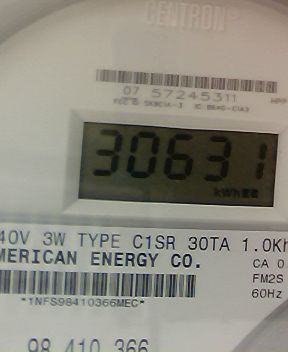 CENTRON®
07 57245311
30631
kWh
40V 3W TYPE C1SR 30TA 1.0Kh
MERICAN ENERGY CO.
CA 0.
FM2S
60Hz
*1NFS98410366MEC*
98 410 366